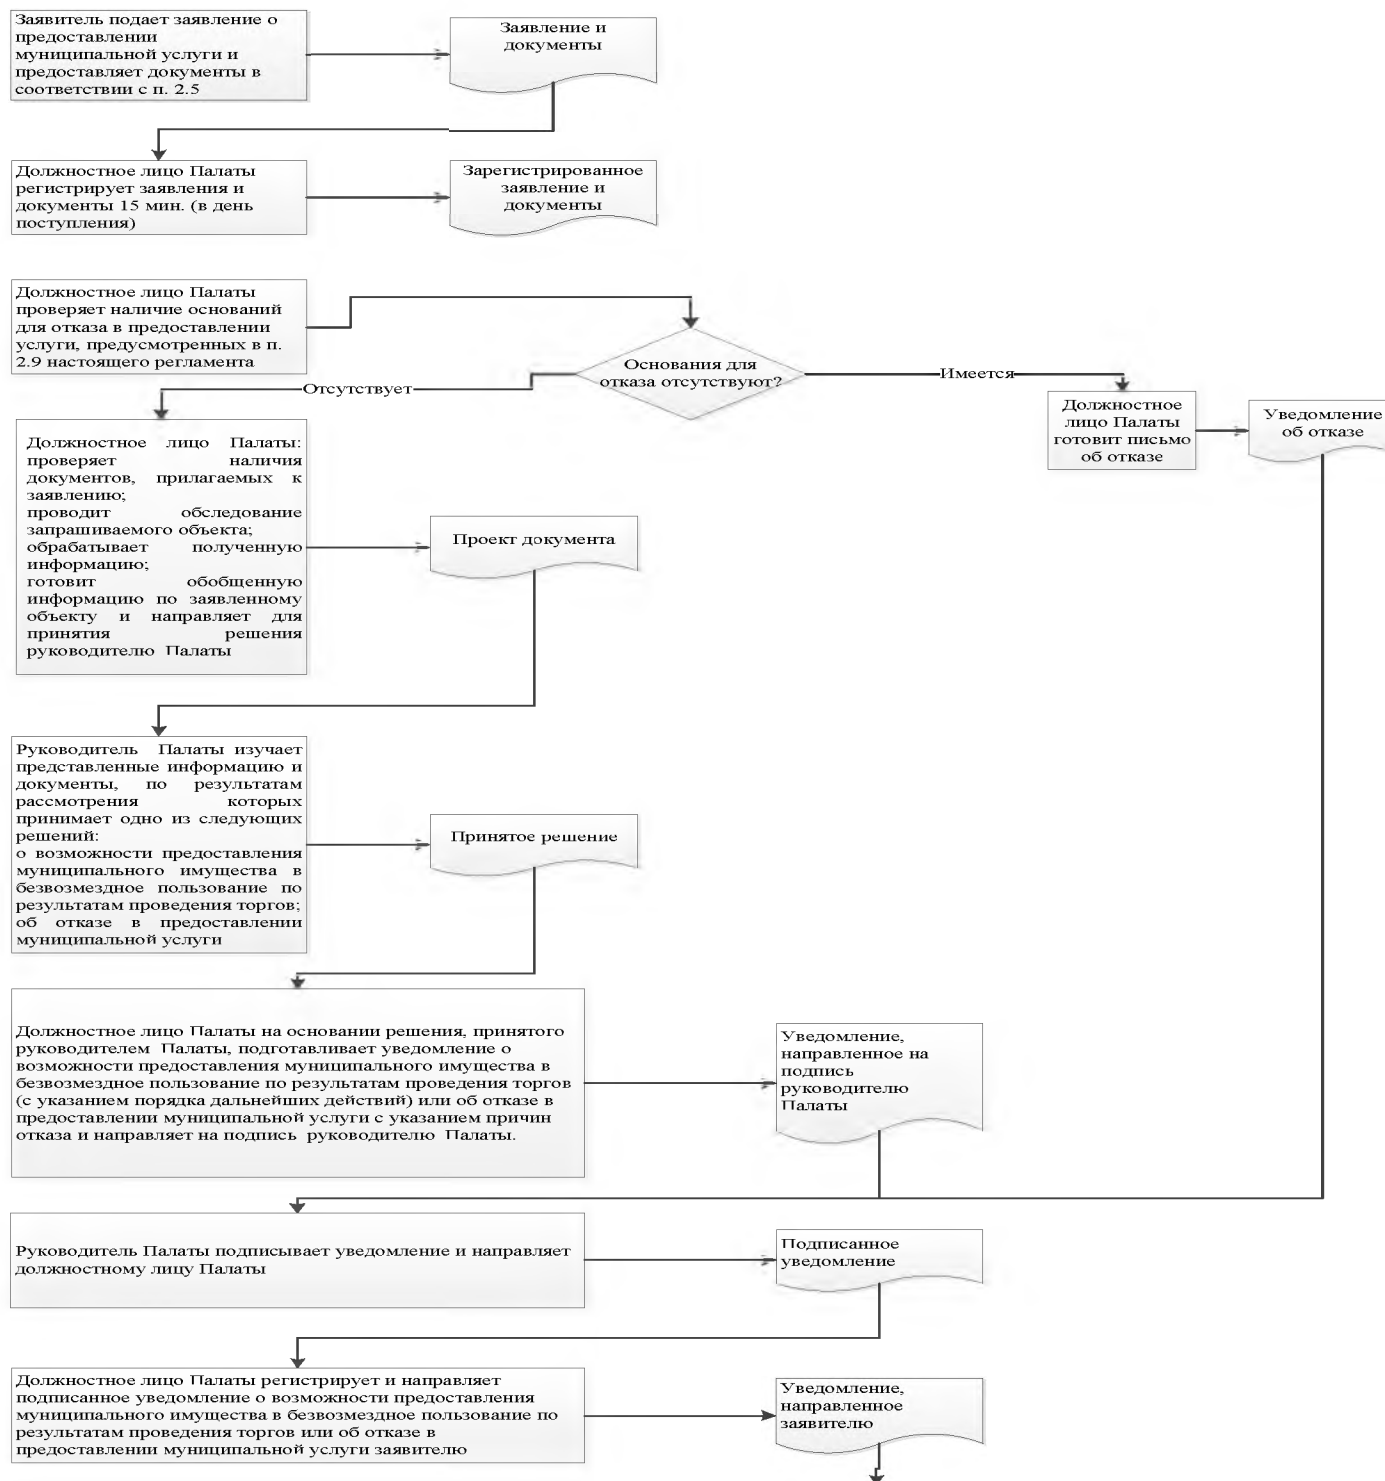 Заявитель подает заявление о
предоставлении
муниципальной услуги и
предоставляет документы в
соответствии с п. 2.5
Заявление и
документы
Должностное лицо Палаты
регистрирует заявления и
документы 15 мин. (в день
поступления)
Зарегистрированное
заявление и
документы
Должностное лицо Палаты
проверяет наличие оснований
для отказа в предоставлении
услуги, предусмотренных в п.
2.9 настоящего регламента
Основания для
отказа отсутствуют?
Отсутствует
Имеется
Должностное
лицо Палаты
готовит письмо
об отказе
Уведомление
об отказе
Должностное лицо Палаты:
проверяет наличия
документов, прилагаемых к
заявлению;
проводит обследование
запрашиваемого объекта;
обрабатывает полученную
информацию;
готовит обобщенную
информацию по заявленному
объекту и направляет для
принятия решения
руководителю Палаты
Проект документа
Руководитель Палаты изучает
представленные информацию и
документы, по результатам
рассмотрения которых
принимает одно из следующих
решений:
о возможности предоставления
муниципального имущества в
безвозмездное пользование по
результатам проведения торгов;
об отказе в предоставлении
муниципальной услуги
Принятое решение
Должностное лицо Палаты на основании решения, принятого
руководителем Палаты, подготавливает уведомление о
возможности предоставления муниципального имущества в
безвозмездное пользование по результатам проведения торгов
(с указанием порядка дальнейших действий) или об отказе в
предоставлении муниципальной услуги с указанием причин
отказа и направляет на подпись руководителю Палаты.
Уведомление,
направленное на
подпись
руководителю
Палаты
Руководитель Палаты подписывает уведомление и направляет
должностному лицу Палаты
Подписанное
уведомление
Должностное лицо Палаты регистрирует и направляет
подписанное уведомление о возможности предоставления
муниципального имущества в безвозмездное пользование по
результатам проведения торгов или об отказе в
предоставлении муниципальной услуги заявителю
Уведомление,
направленное
заявителю